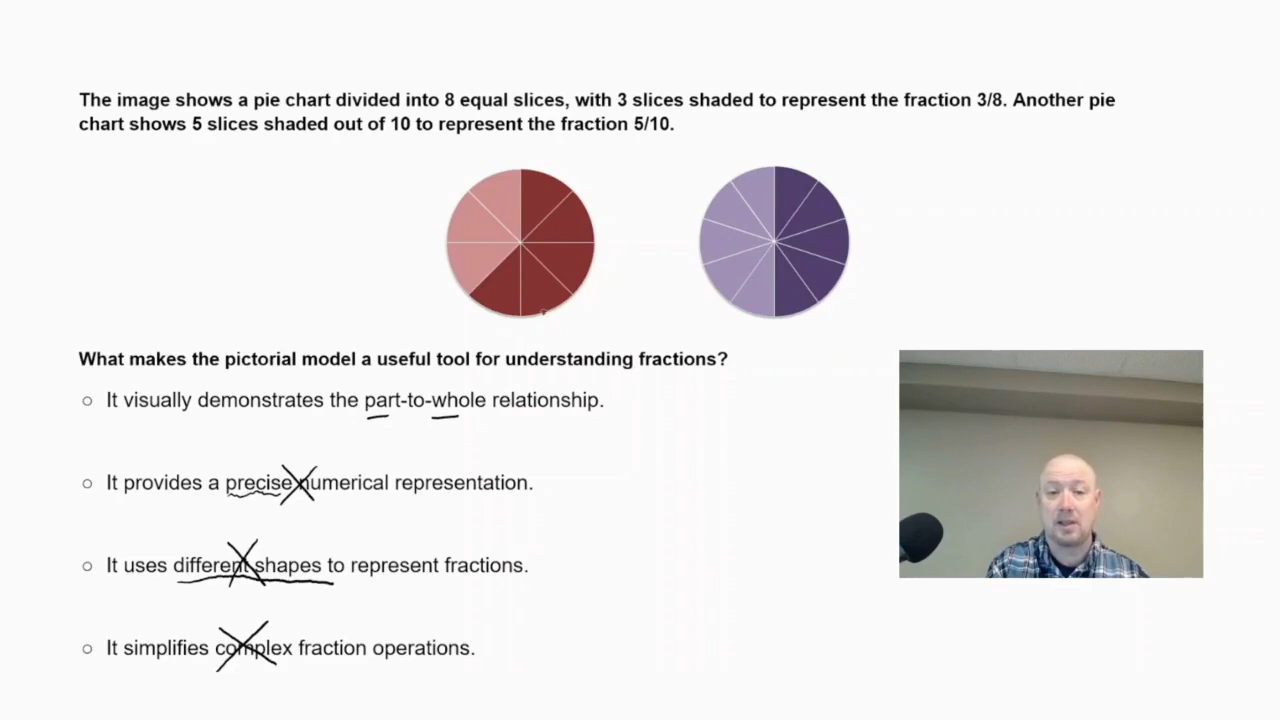 The image shows a pie chart divided into 8 equal slices, with 3 slices shaded to represent the fraction 3/8. Another pie
chart shows 5 slices shaded out of 10 to represent the fraction 5/10.
What makes the pictorial model a useful tool for understanding fractions?
It visually demonstrates the part-to-whole relationship.
It provides a precise numerical representation.
It uses different shapes to represent fractions.
It simplifies complex fraction operations.